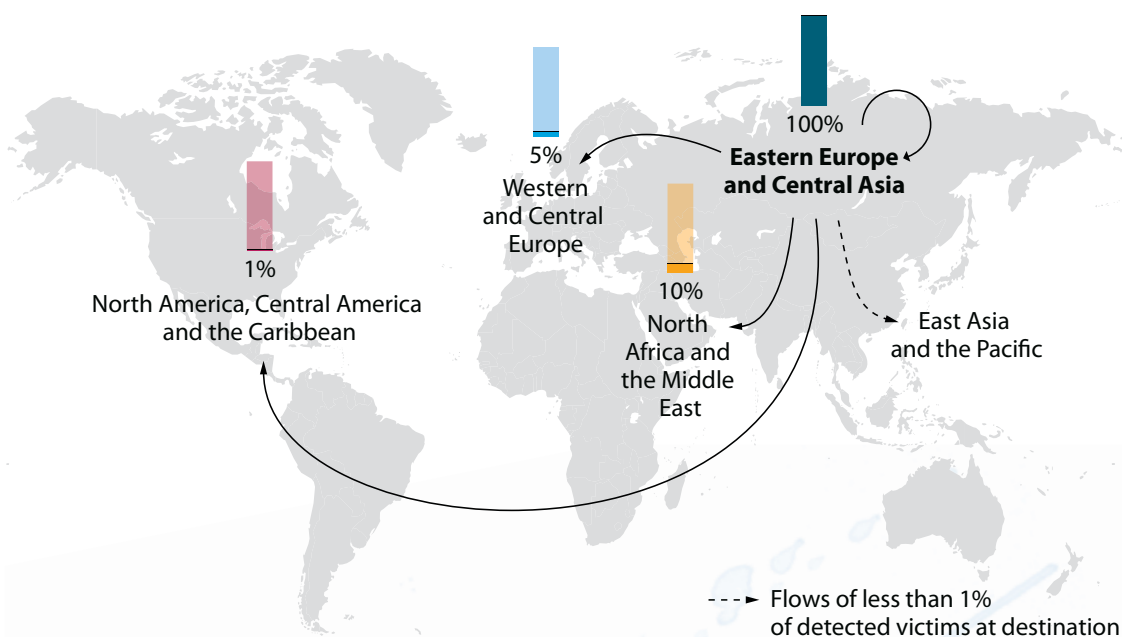 100%
Eastern Europe
and Central Asia
5%
Western
and Central
Europe
1%
North America, Central America
and the Caribbean
10%
North
Africa and
the Middle
East
East Asia
and the Pacific
Flows of less than 1%
of detected victims at destination